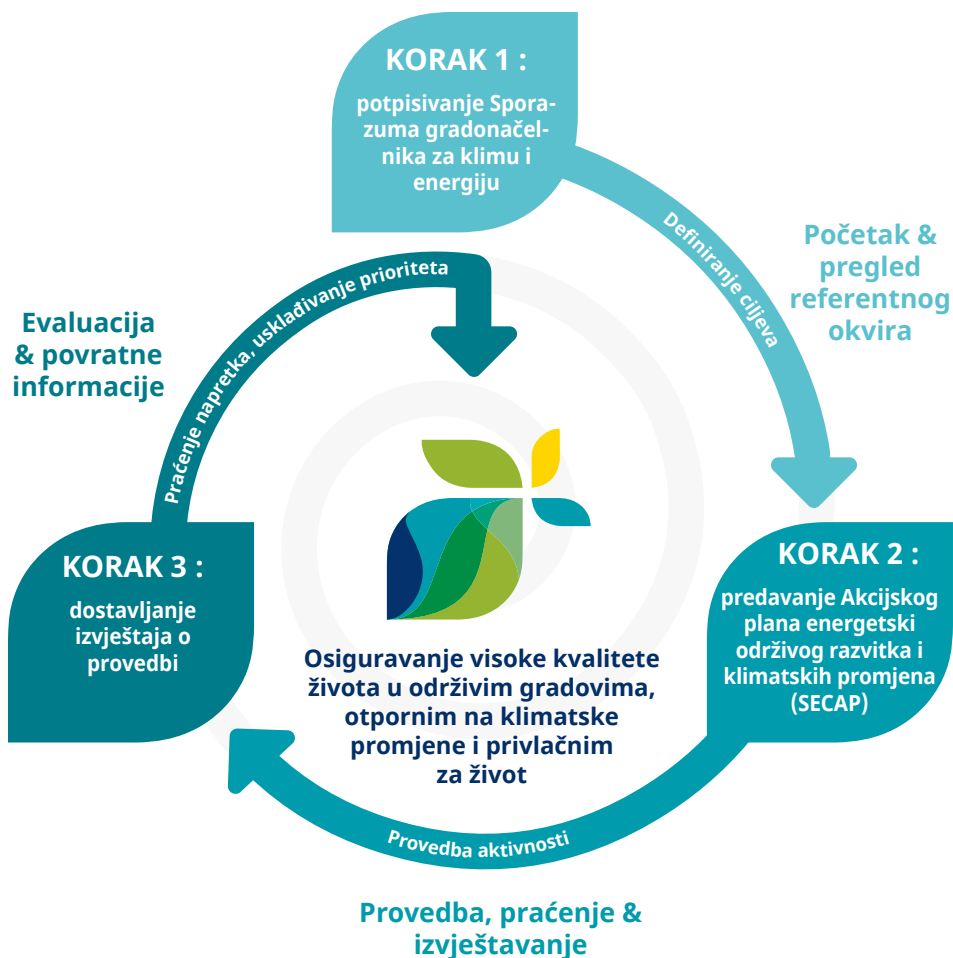 KORAK 1 :
potpisivanje Spora-
zuma gradonačel-
nika za klimu i
energiju
Definiranje ciljeva
Početak &
pregled
referentnog
okvira
KORAK 2 :
predavanje Akcijskog
plana energetski
održivog razvitka i
klimatskih promjena
(SECAP)
Provedba aktivnosti
Provedba, praćenje &
izvještavanje
KORAK 3 :
dostavljanje
izvještaja o
provedbi
Praćenje napretka, usklađivanje prioriteta
Evaluacija
& povratne
informacije
Osiguravanje visoke kvalitete
života u održivim gradovima,
otpornim na klimatske
promjene i privlačnim
za život